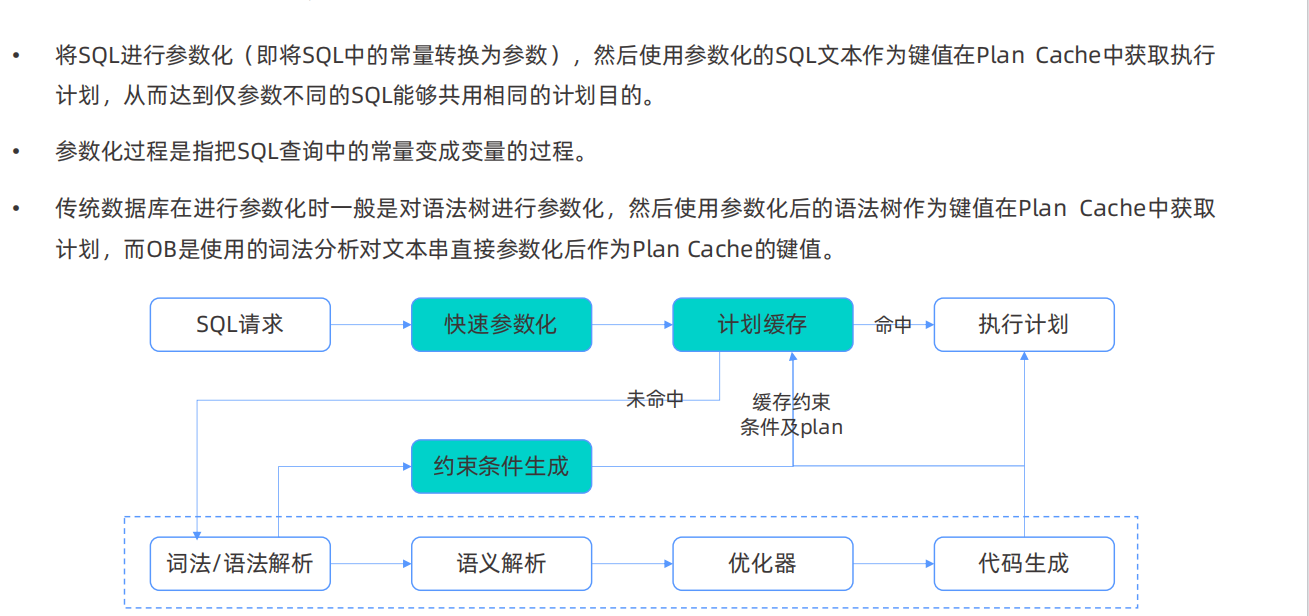 • 将SQL进行参数化（即将SQL中的常量转换为参数），然后使用参数化的SQL文本作为键值在Plan Cache中获取执行
计划，从而达到仅参数不同的SQL能够共用相同的计划目的。
• 参数化过程是指把SQL查询中的常量变成变量的过程。
• 传统数据库在进行参数化时一般是对语法树进行参数化，然后使用参数化后的语法树作为键值在Plan Cache中获取
计划，而OB是使用的词法分析对文本串直接参数化后作为Plan Cache的键值。
SQL请求
快速参数化
计划缓存
命中
执行计划
未命中
缓存约束
条件及plan
约束条件生成
词法/语法解析
语义解析
优化器
代码生成